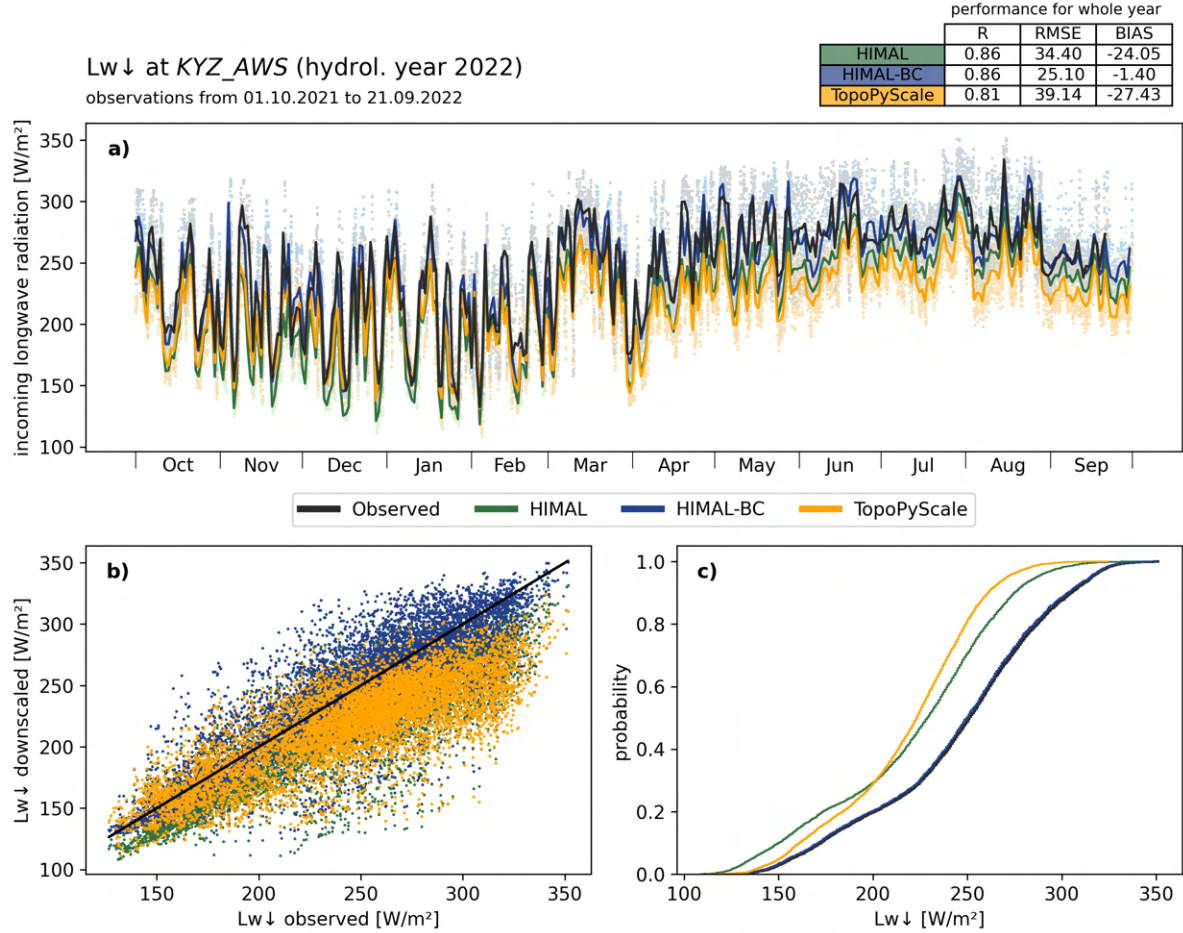 performance for whole year
R RMSE BIAS
HIMAL 0.86 34.40 -24.05
HIMAL-BC 0.86 25.10 -1.40
TopoPyScale 0.81 39.14 -27.43
Lw↓ at KYZ_AWS (hydrol. year 2022)
observations from 01.10.2021 to 21.09.2022
a)
incoming longwave radiation [W/m²]
350
300
250
200
150
100
Oct Nov Dec Jan Feb Mar Apr May Jun Jul Aug Sep
Observed HIMAL HIMAL-BC TopoPyScale
b)
Lw↓ downscaled [W/m²]
350
300
250
200
150
100
150 200 250 300 350
Lw↓ observed [W/m²]
c)
probability
1.0
0.8
0.6
0.4
0.2
0.0
100 150 200 250 300 350
Lw↓ [W/m²]